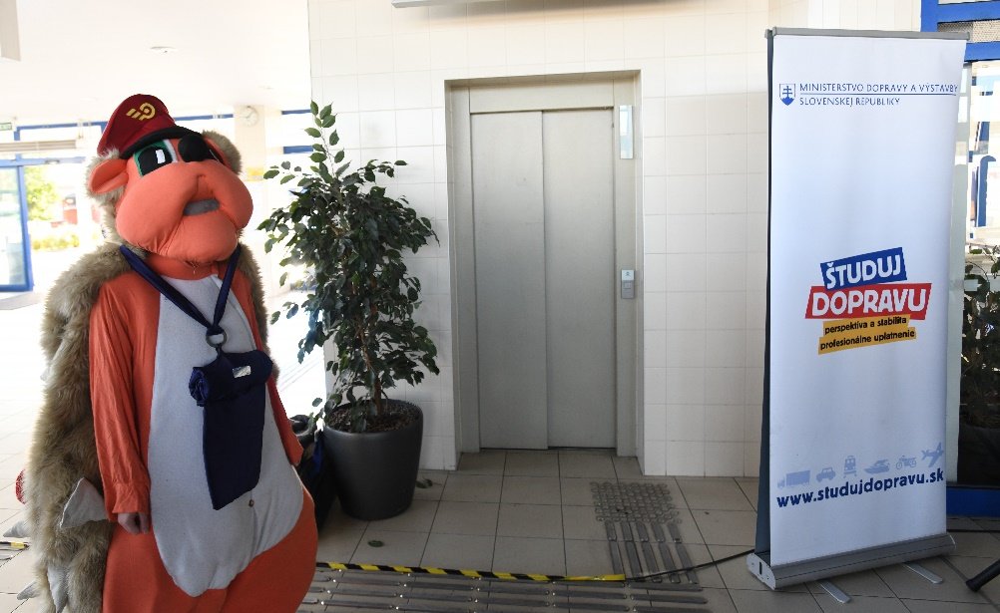 MINISTERSTVO DOPRAVY A VÝSTAVBY
SLOVENSKEJ REPUBLIKY
ŠTUDUJ
DOPRAVU
perspektíva a stabilita
profesionálne uplatnenie
www.studujdopravu.sk